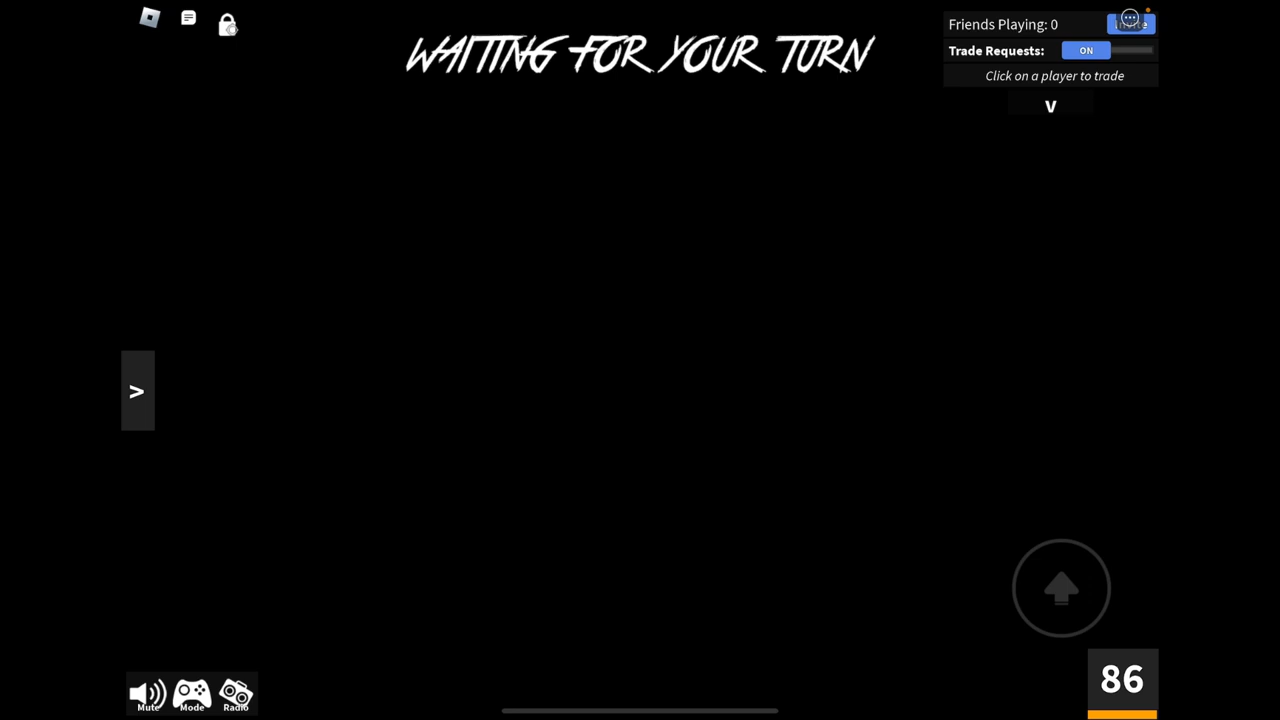 WAITING FOR YOUR TURN
Friends Playing: 0
Trade Requests:
ON
Click on a player to trade
V
>
Mute
Mode
Radio
86